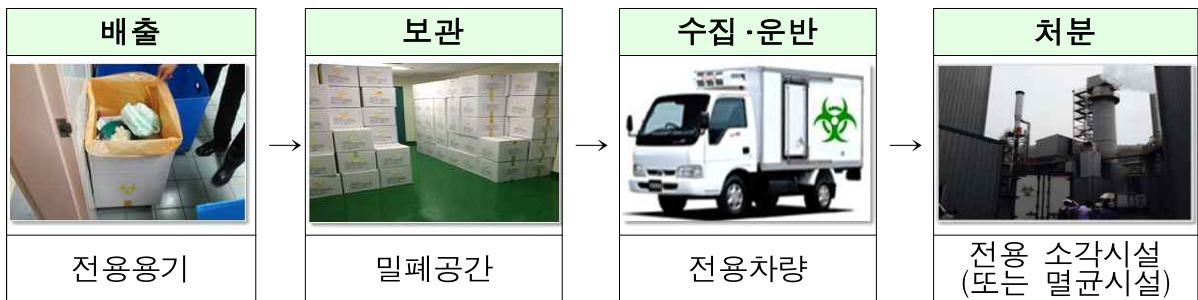 배출
보관
수집·운반
처분
→
→
→
전용용기
밀폐공간
전용차량
전용 소각시설
(또는 멸균시설)